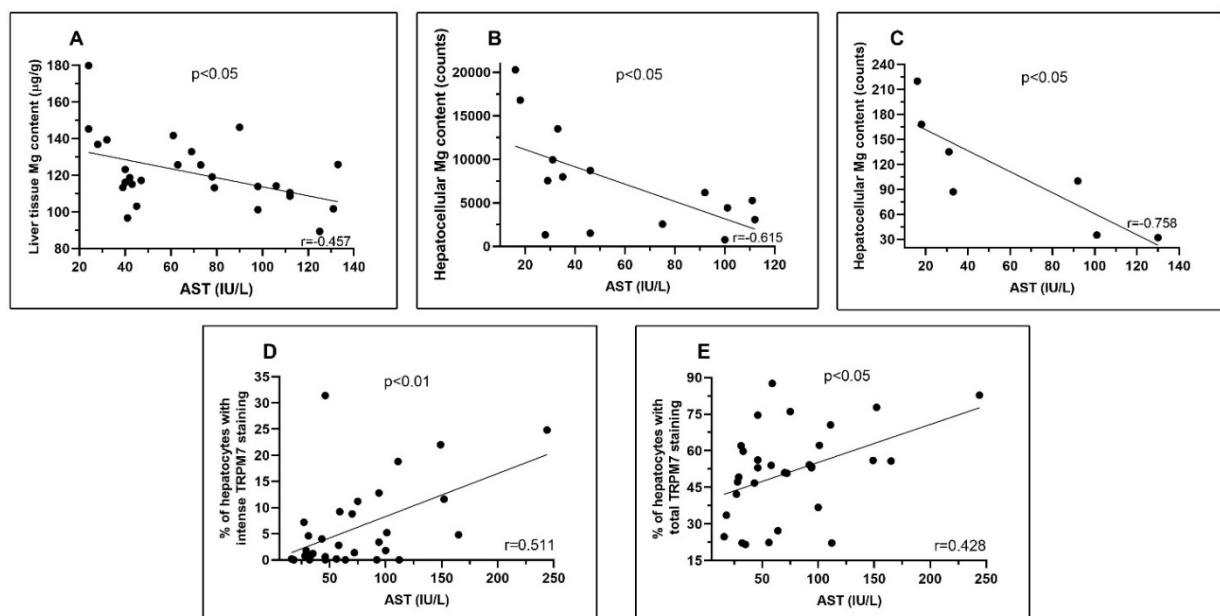 A
p<0.05
Liver tissue Mg content (µg/g)
180
160
140
120
100
80
20 40 60 80 100 120 140
r=-0.457
AST (IU/L)
B
p<0.05
Hepatocellular Mg content (counts)
20000
15000
10000
5000
0
20 40 60 80 100 120
r=-0.615
AST (IU/L)
C
p<0.05
Hepatocellular Mg content (counts)
240
210
180
150
120
90
60
30
20 40 60 80 100 120 140
r=-0.758
AST (IU/L)
D
p<0.01
% of hepatocytes with
intense TRPM7 staining
35
30
25
20
15
10
5
0
50 100 150 200 250
r=0.511
AST (IU/L)
E
p<0.05
% of hepatocytes with
total TRPM7 staining
90
75
60
45
30
15
50 100 150 200 250
r=0.428
AST (IU/L)